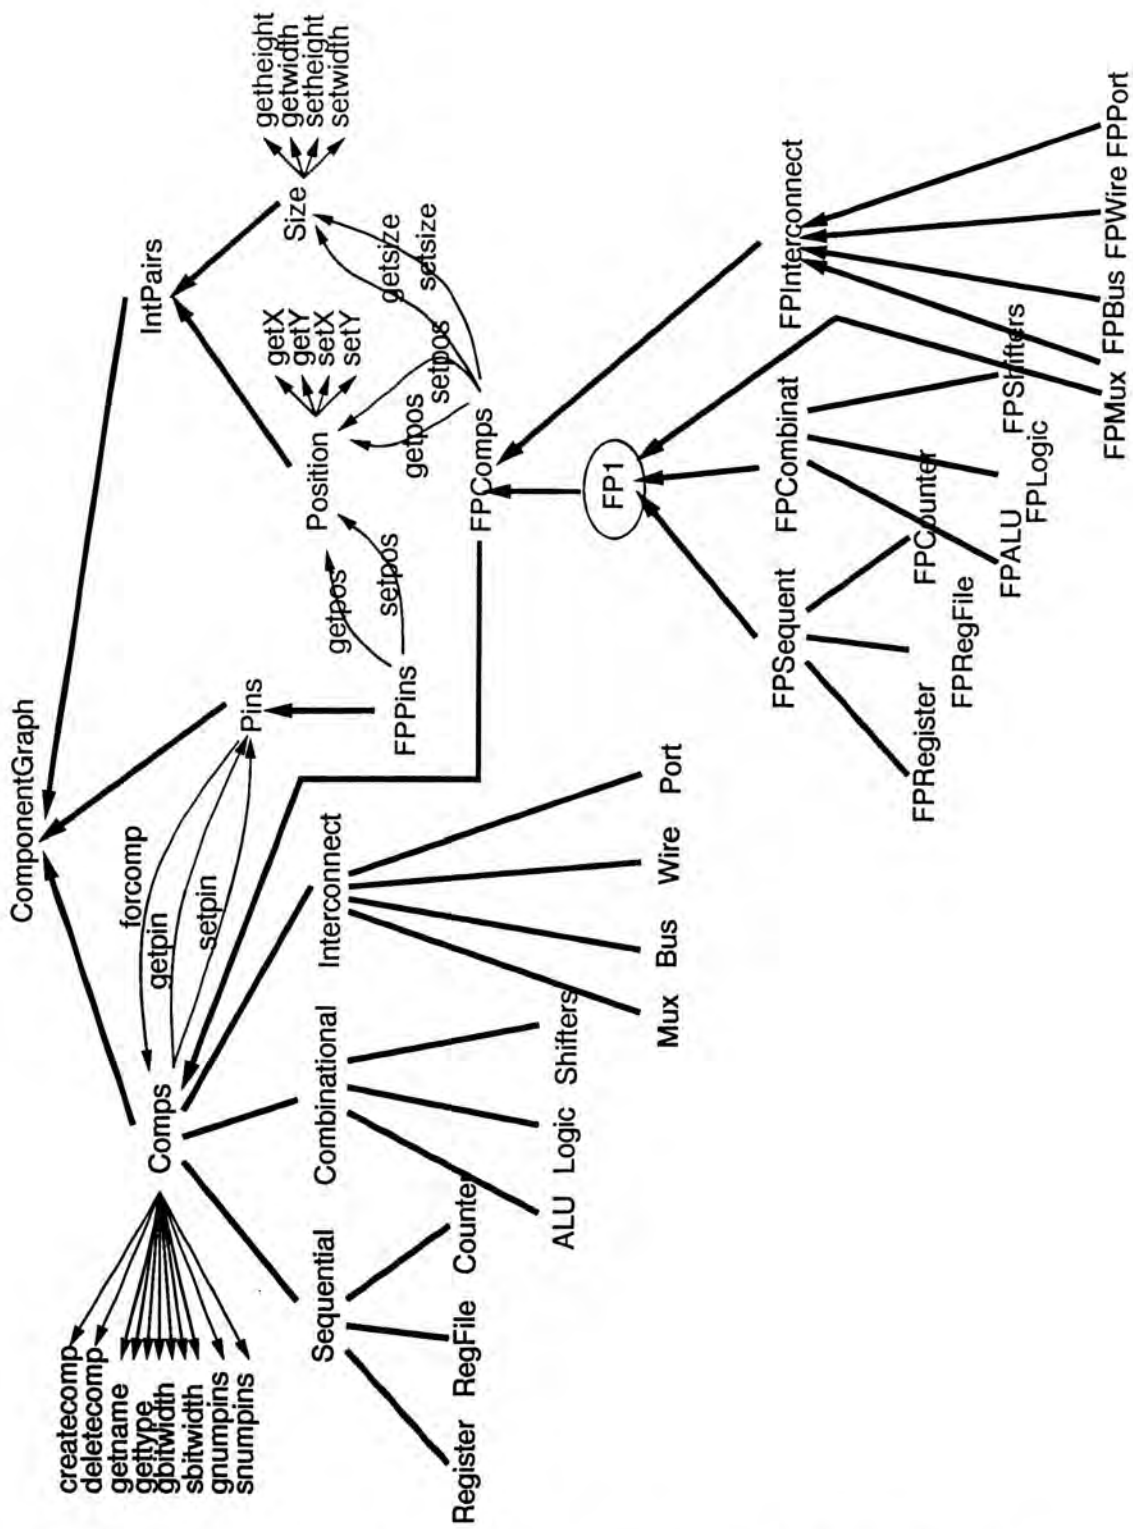 ComponentGraph
IntPairs
createcomp
deletecomp
getname
gettype
gbitwidth
sbitwidth
gnumpins
snumpins
Comps
forcomp
getpin
setpin
Pins
Position
getX
getY
setX
setY
Size
getheight
getwidth
setheight
setwidth
getpos
setpos
getpos
setpos
getsize
setsize
FPPins
FPComps
Sequential
Combinational
Interconnect
Register
RegFile
Counter
ALU
Logic
Shifters
Mux
Bus
Wire
Port
FP1
FPSequent
FPCombinat
FPInterconnect
FPRegister
FPRegFile
FPCounter
FPALU
FPLogic
FPShifters
FPMux
FPBus
FPWire
FPPort